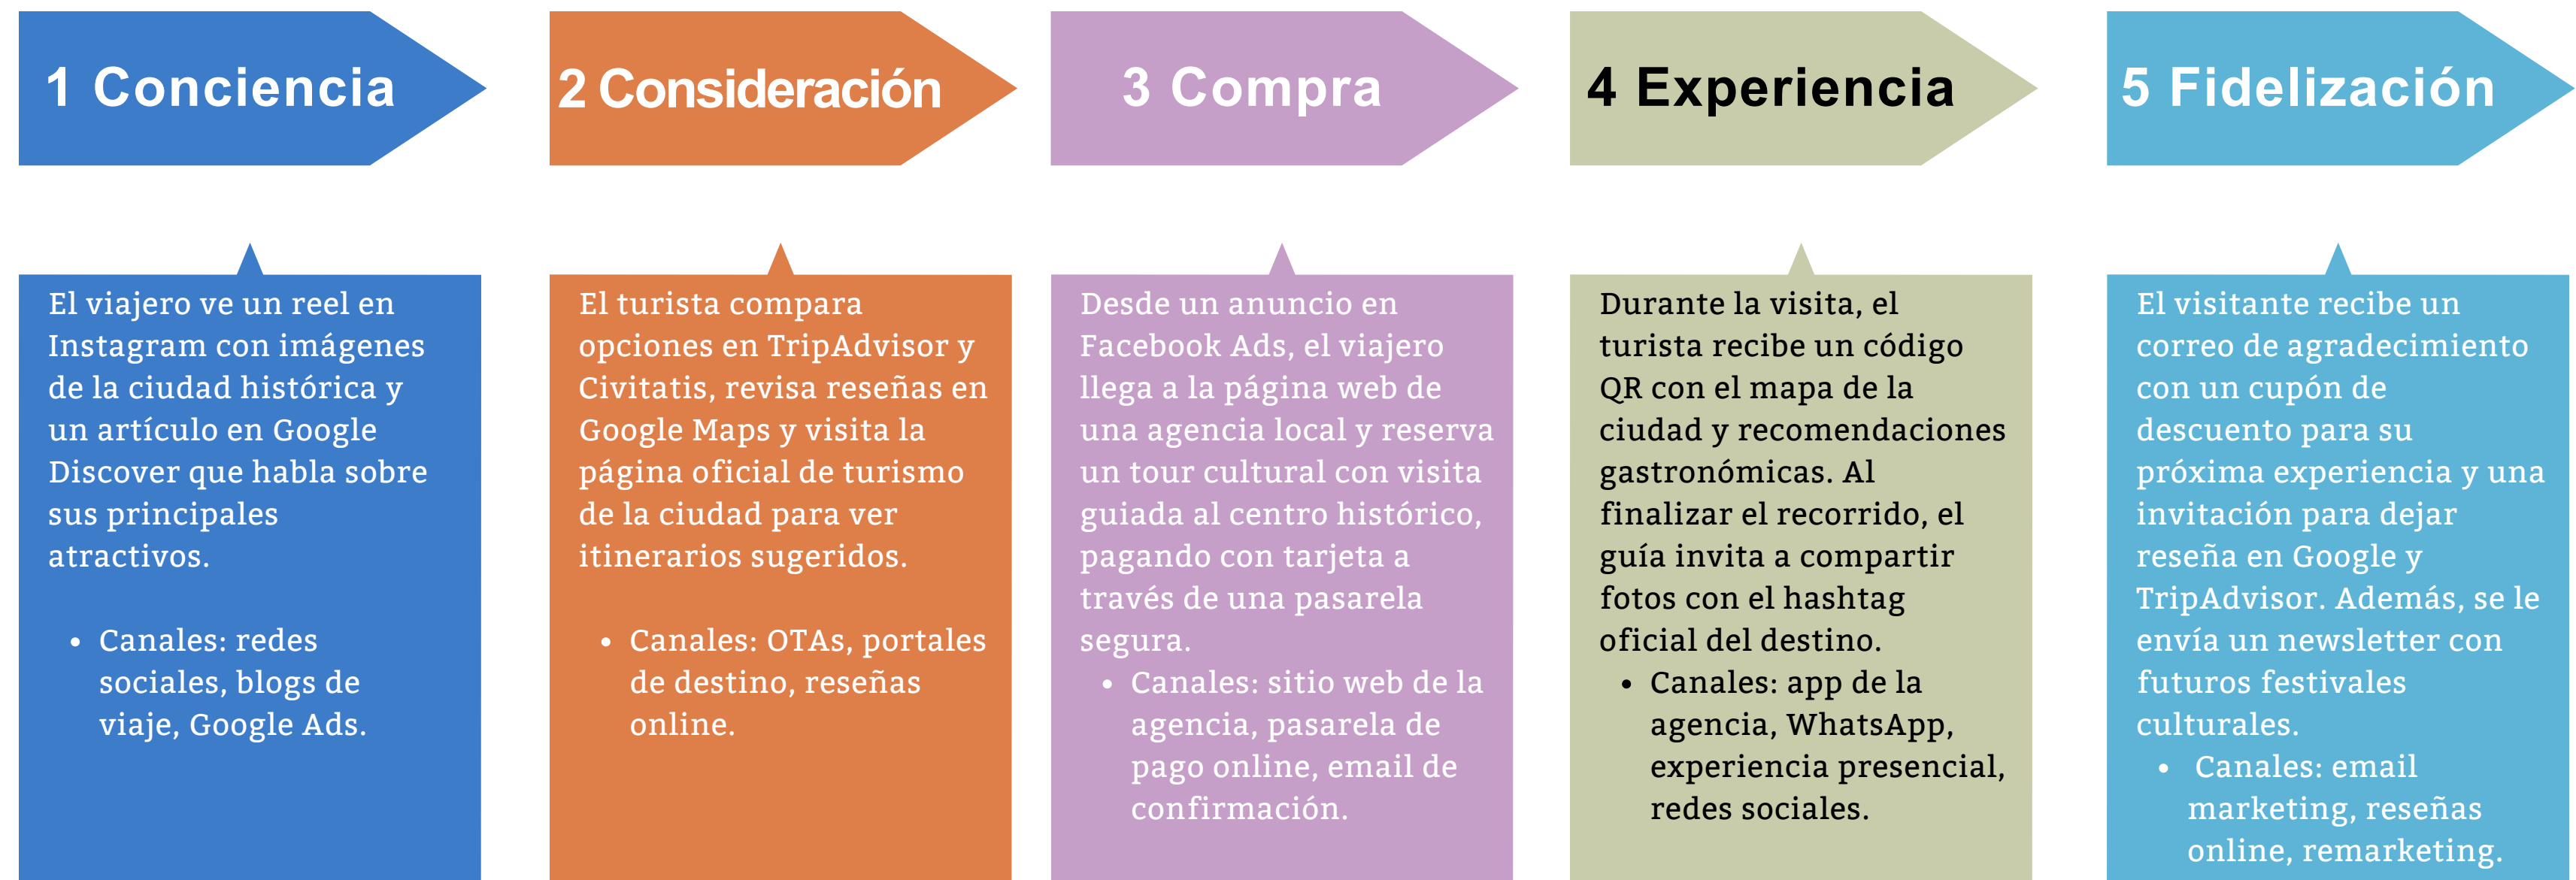 1 Conciencia
2 Consideración
3 Compra
4 Experiencia
5 Fidelización
El viajero ve un reel en
Instagram con imágenes
de la ciudad histórica y
un artículo en Google
Discover que habla sobre
sus principales
atractivos.
• Canales: redes
sociales, blogs de
viaje, Google Ads.
El turista compara
opciones en TripAdvisor y
Civitatis, revisa reseñas en
Google Maps y visita la
página oficial de turismo
de la ciudad para ver
itinerarios sugeridos.
• Canales: OTAs, portales
de destino, reseñas
online.
Desde un anuncio en
Facebook Ads, el viajero
llega a la página web de
una agencia local y reserva
un tour cultural con visita
guiada al centro histórico,
pagando con tarjeta a
través de una pasarela
segura.
• Canales: sitio web de la
agencia, pasarela de
pago online, email de
confirmación.
Durante la visita, el
turista recibe un código
QR con el mapa de la
ciudad y recomendaciones
gastronómicas. Al
finalizar el recorrido, el
guía invita a compartir
fotos con el hashtag
oficial del destino.
• Canales: app de la
agencia, WhatsApp,
experiencia presencial,
redes sociales.
El visitante recibe un
correo de agradecimiento
con un cupón de
descuento para su
próxima experiencia y una
invitación para dejar
reseña en Google y
TripAdvisor. Además, se le
envía un newsletter con
futuros festivales
culturales.
• Canales: email
marketing, reseñas
online, remarketing.